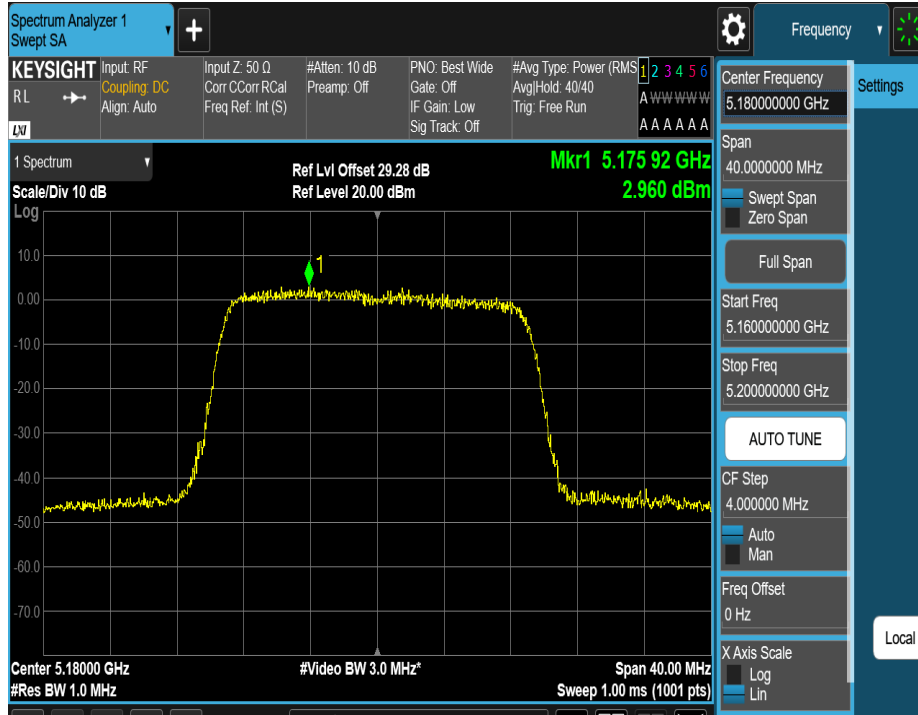 Spectrum Analyzer 1
Swept SA
Frequency
KEYSIGHT
R L
LXI
Input: RF
Coupling: DC
Align: Auto
Input Z: 50 Ω
Corr CCorr RCal
Freq Ref: Int (S)
#Atten: 10 dB
Preamp: Off
PNO: Best Wide
Gate: Off
IF Gain: Low
Sig Track: Off
#Avg Type: Power (RMS
Avg|Hold: 40/40
Trig: Free Run
1 2 3 4 5 6
A W W W W W
A A A A A A
1 Spectrum
Scale/Div 10 dB
Log
Ref Lvl Offset 29.28 dB
Ref Level 20.00 dBm
Mkr1 5.175 92 GHz
2.960 dBm
1
10.0
0.00
-10.0
-20.0
-30.0
-40.0
-50.0
-60.0
-70.0
Center 5.18000 GHz
#Video BW 3.0 MHz*
Span 40.00 MHz
#Res BW 1.0 MHz
Sweep 1.00 ms (1001 pts)
Center Frequency
5.180000000 GHz
Settings
Span
40.0000000 MHz
Swept Span
Zero Span
Full Span
Start Freq
5.160000000 GHz
Stop Freq
5.200000000 GHz
AUTO TUNE
CF Step
4.000000 MHz
Auto
Man
Freq Offset
0 Hz
Local
X Axis Scale
Log
Lin